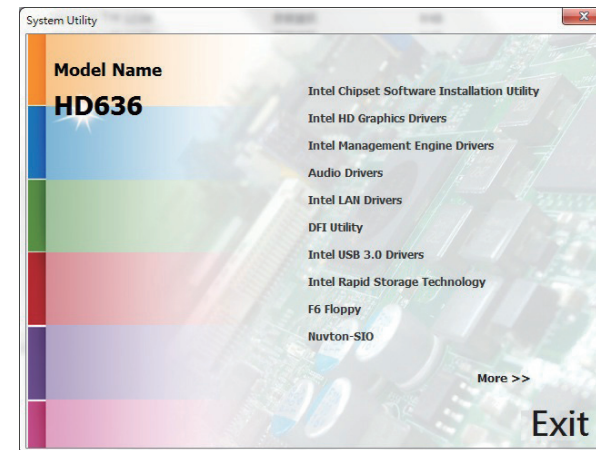 System Utility
Model Name
HD636
Intel Chipset Software Installation Utility
Intel HD Graphics Drivers
Intel Management Engine Drivers
Audio Drivers
Intel LAN Drivers
DFI Utility
Intel USB 3.0 Drivers
Intel Rapid Storage Technology
F6 Floppy
Nuvton-SIO
More >>
Exit